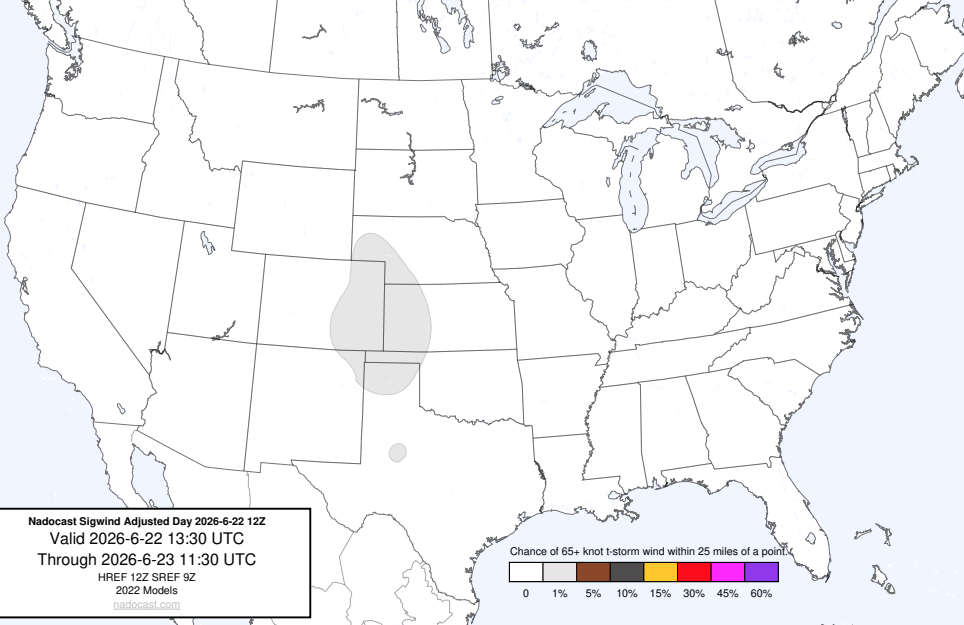 Nadocast Sigwind Adjusted Day 2026-6-22 12Z
Valid 2026-6-22 13:30 UTC
Through 2026-6-23 11:30 UTC
HREF 12Z SREF 9Z
2022 Models
nadocast.com
Chance of 65+ knot t-storm wind within 25 miles of a point.
0 1% 5% 10% 15% 30% 45% 60%